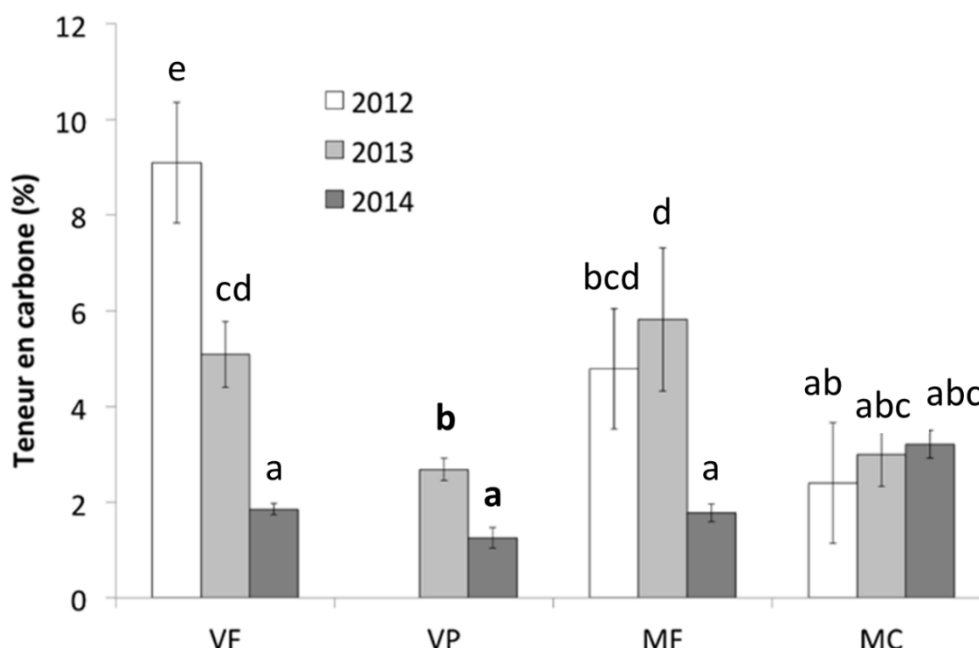 Teneur en carbone (%)
12
10
8
6
4
2
0
2012
2013
2014
e
cd
a
b
a
bcd
d
a
ab
abc
abc
VF
VP
MF
MC